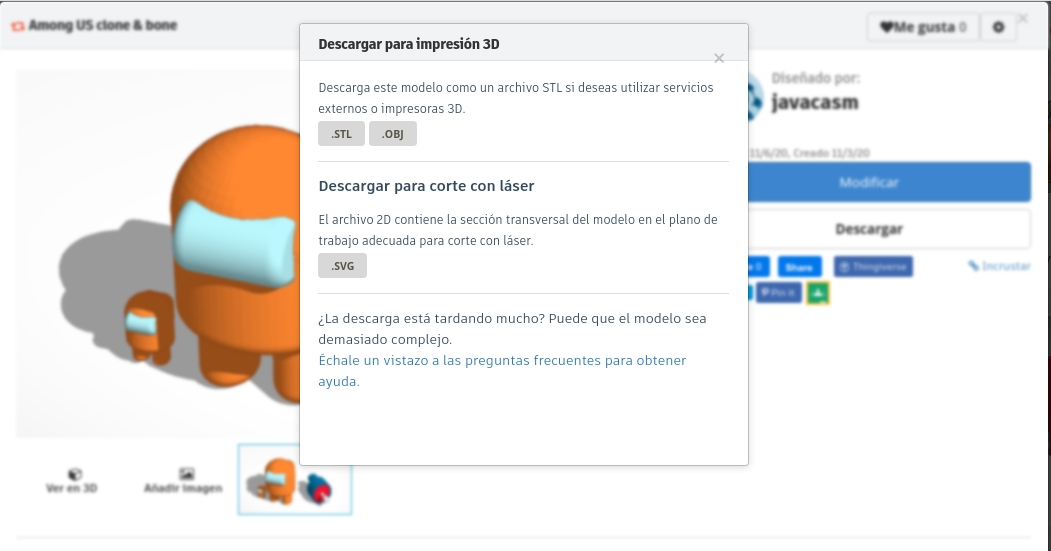 Among US clone & bone
Me gusta 0
Descargar para impresión 3D
Descarga este modelo como un archivo STL si deseas utilizar servicios
externos o impresoras 3D.
.STL
.OBJ
Descargar para corte con láser
El archivo 2D contiene la sección transversal del modelo en el plano de
trabajo adecuada para corte con láser.
.SVG
¿La descarga está tardando mucho? Puede que el modelo sea
demasiado complejo.
Échale un vistazo a las preguntas frecuentes para obtener
ayuda.
Diseñado por:
javacasm
11/6/20, Creado 11/3/20
Modificar
Descargar
Share
Thingiverse
Incrustar
Pin it
Ver en 3D
Añadir Imagen